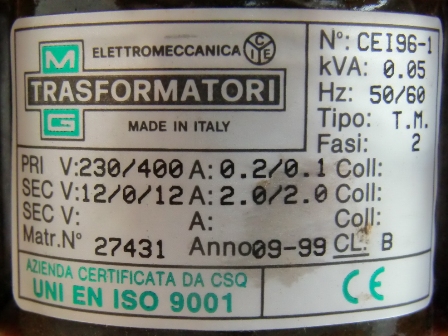 M
ELETTROMECCANICA CIE
TRASFORMATORI
G
MADE IN ITALY
N°: CEI96-1
kVA: 0.05
Hz: 50/60
Tipo: T.M.
Fasi: 2
PRI V:230/400 A:0.2/0.1 Coll:
SEC V:12/0/12 A:2.0/2.0 Coll:
SEC V: A: Coll:
Matr.N° 27431 Anno09-99 CL: B
AZIENDA CERTIFICATA DA CSQ
UNI EN ISO 9001
CE